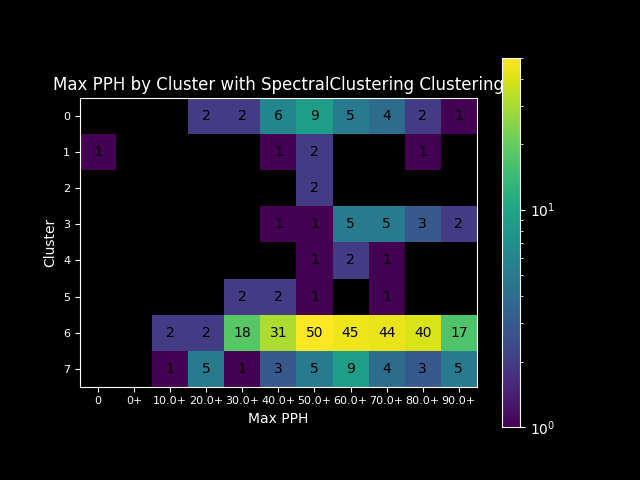 Max PPH by Cluster with SpectralClustering Clustering
0 2 2 6 9 5 4 2 1
1 1 1 2 1
2 2
3 1 1 5 5 3 2
4 1 2 1
5 2 2 1 1
6 2 2 18 31 50 45 44 40 17
7 1 5 1 3 5 9 4 3 5
0 0+ 10.0+ 20.0+ 30.0+ 40.0+ 50.0+ 60.0+ 70.0+ 80.0+ 90.0+
Max PPH
Cluster
10^1
10^0